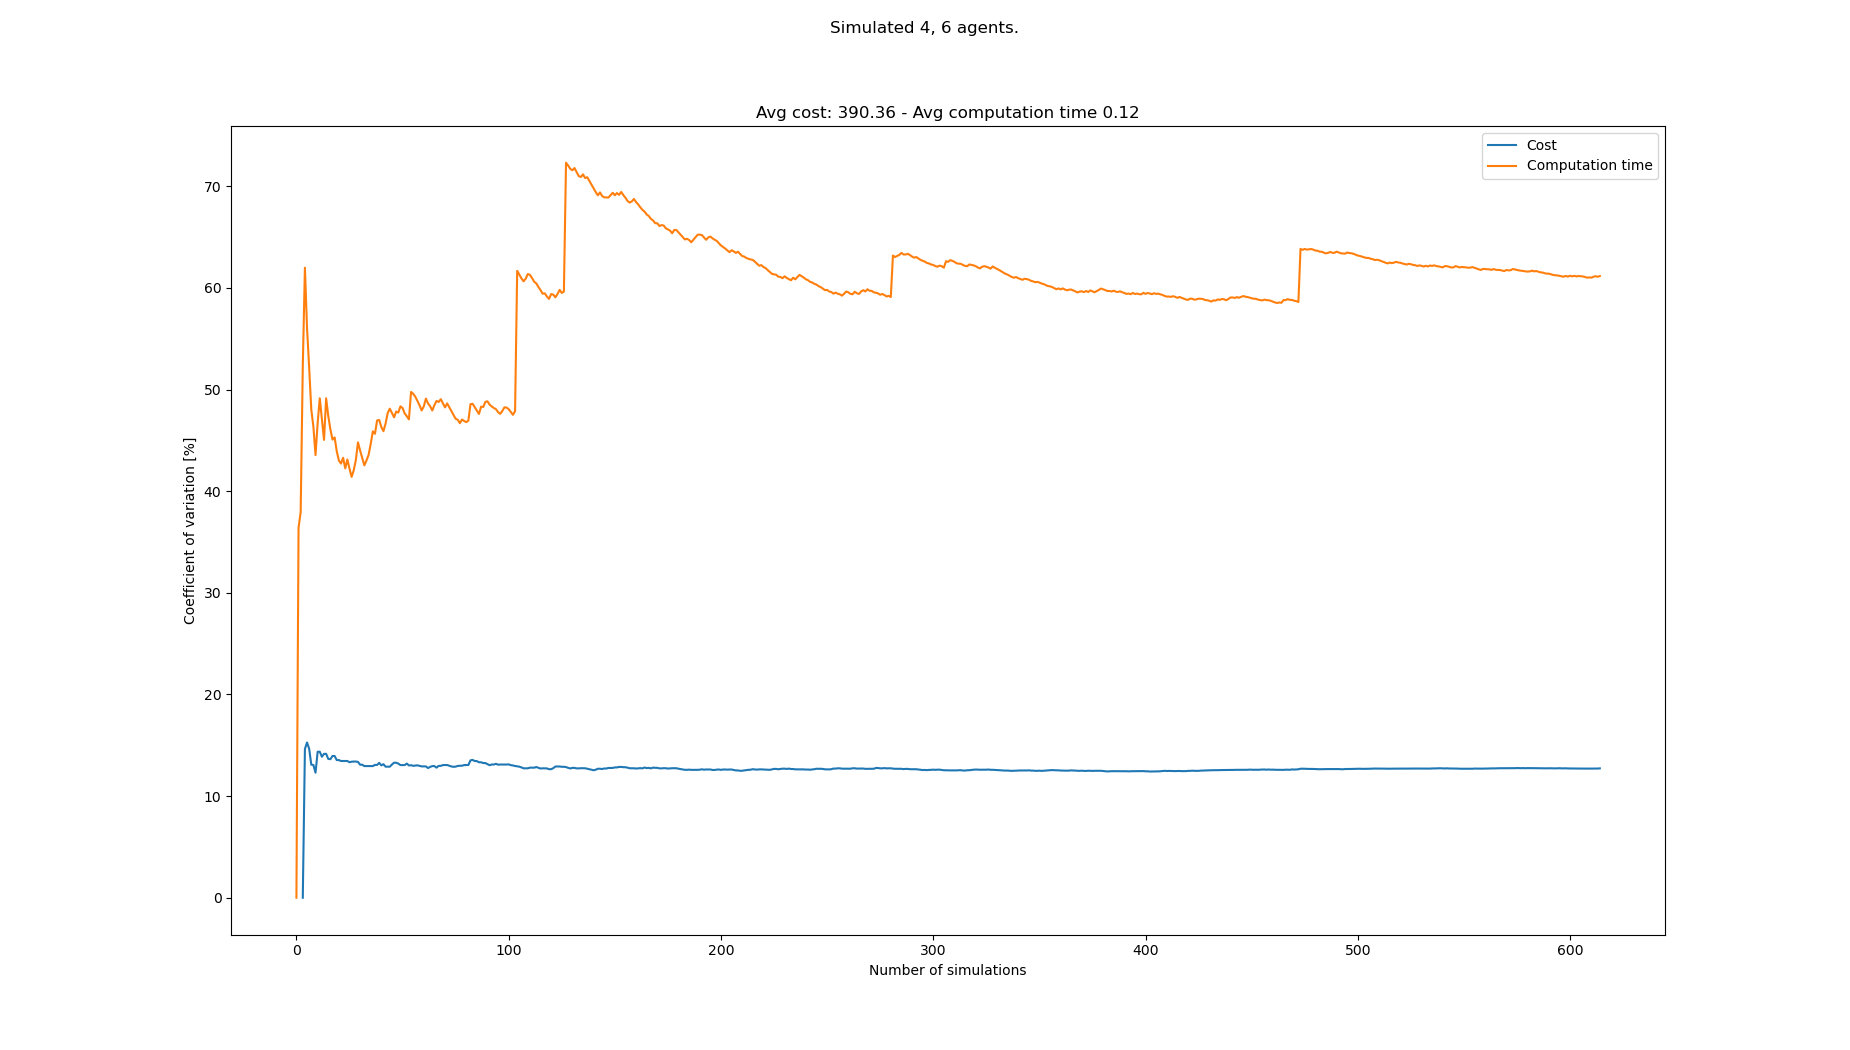 Simulated 4, 6 agents.
Avg cost: 390.36 - Avg computation time 0.12
Cost
Computation time
Coefficient of variation [%]
70
60
50
40
30
20
10
0
0 100 200 300 400 500 600
Number of simulations